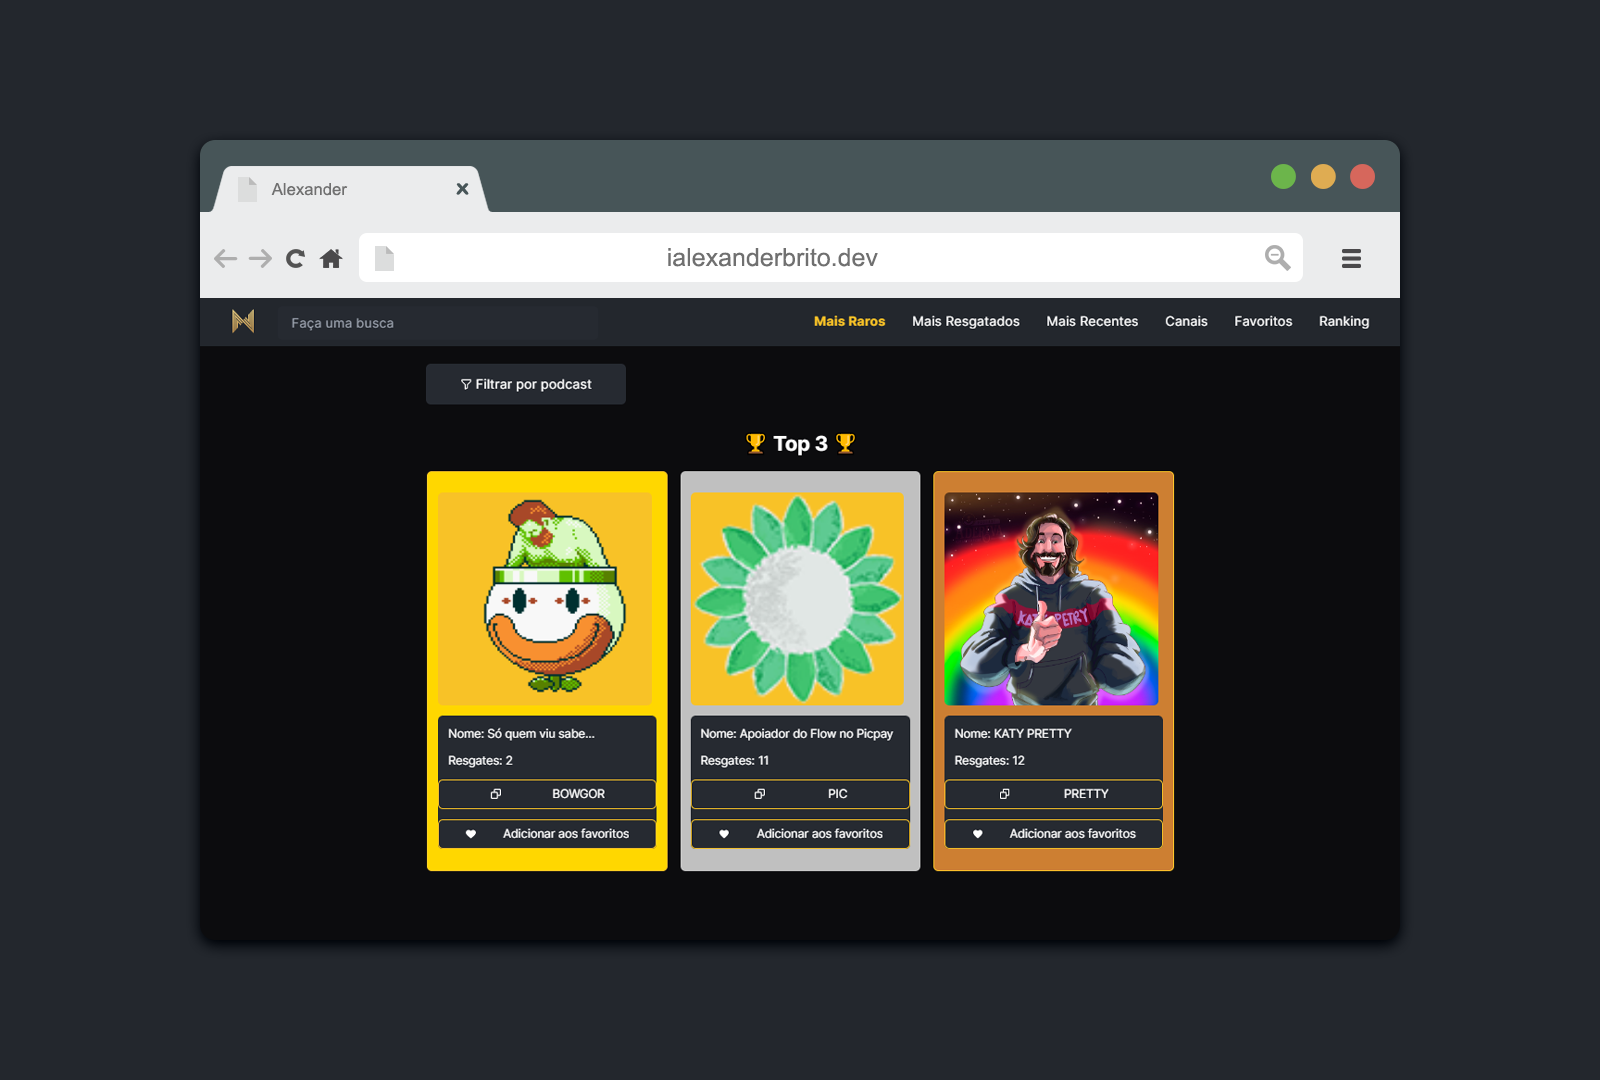 Alexander
ialexanderbrito.dev
Faça uma busca
Mais Raros
Mais Resgatados
Mais Recentes
Canais
Favoritos
Ranking
Filtrar por podcast
Top 3
KATY PETRY
Nome: Só quem viu sabe...
Resgates: 2
BOWGOR
Adicionar aos favoritos
Nome: Apoiador do Flow no Picpay
Resgates: 11
PIC
Adicionar aos favoritos
Nome: KATY PRETTY
Resgates: 12
PRETTY
Adicionar aos favoritos